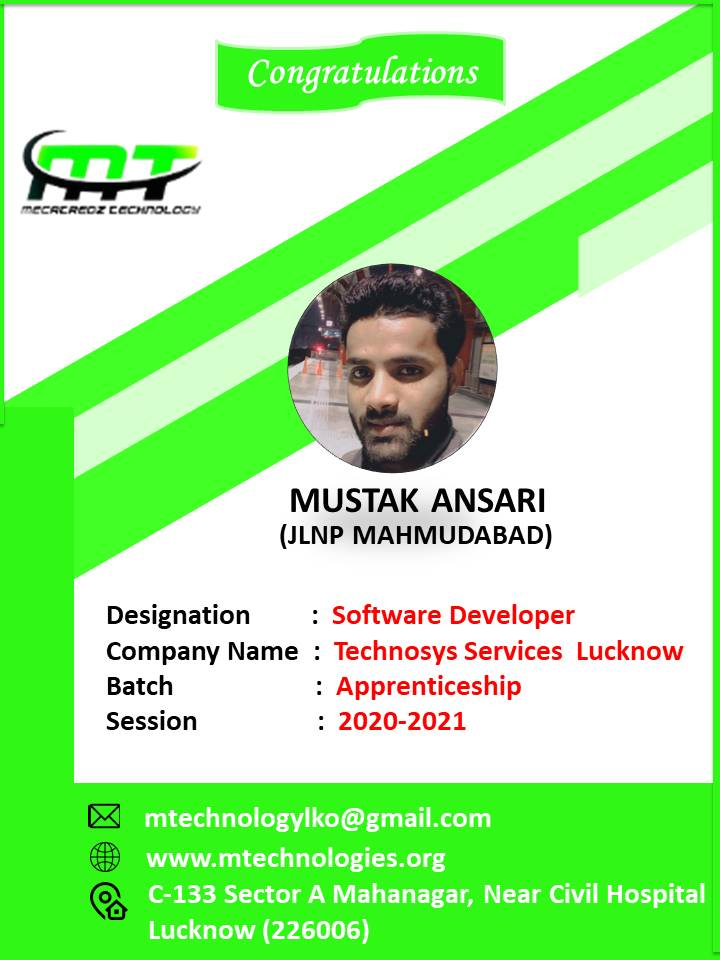 Congratulations
MT
MECATREDZ TECHNOLOGY
MUSTAK ANSARI
(JLNP MAHMUDABAD)
Designation : Software Developer
Company Name : Technosys Services Lucknow
Batch : Apprenticeship
Session : 2020-2021
mtechnologylko@gmail.com
www.mtechnologies.org
C-133 Sector A Mahanagar, Near Civil Hospital
Lucknow (226006)